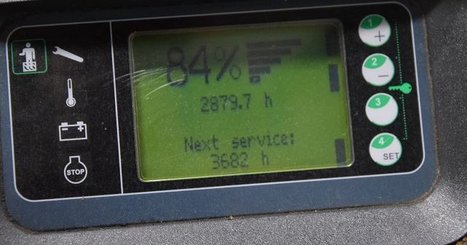 84%
2879.7 h
Next service:
3682 h
STOP
1
+
2
−
3
4
SET